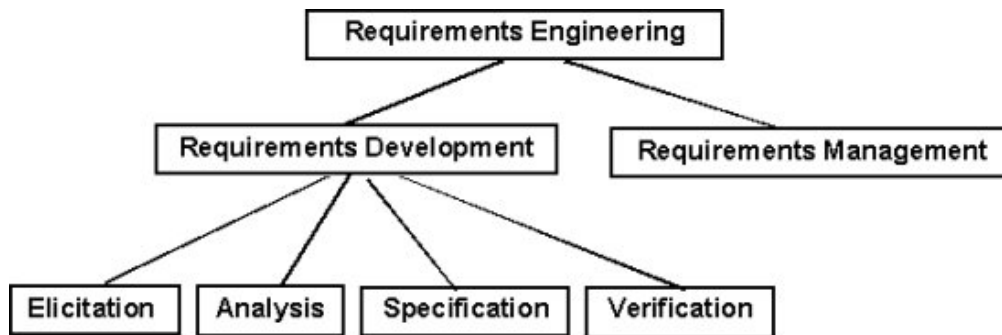 Requirements Engineering
Requirements Development
Requirements Management
Elicitation
Analysis
Specification
Verification